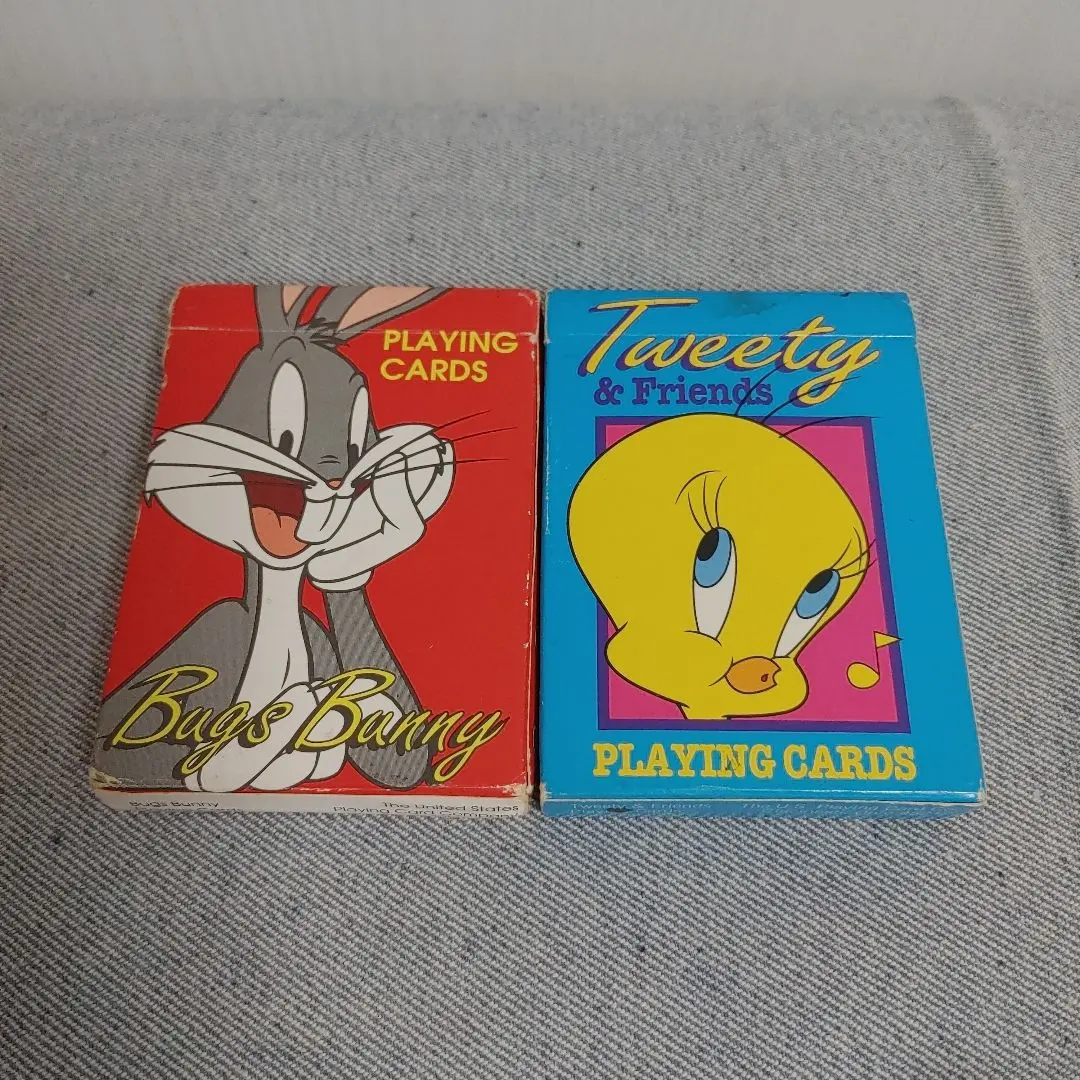 PLAYING
CARDS
Bugs Bunny
Bugs Bunny
The United States
Playing Card
Tweety
& Friends
PLAYING CARDS
Tweety & Friends
The U.S. Playing